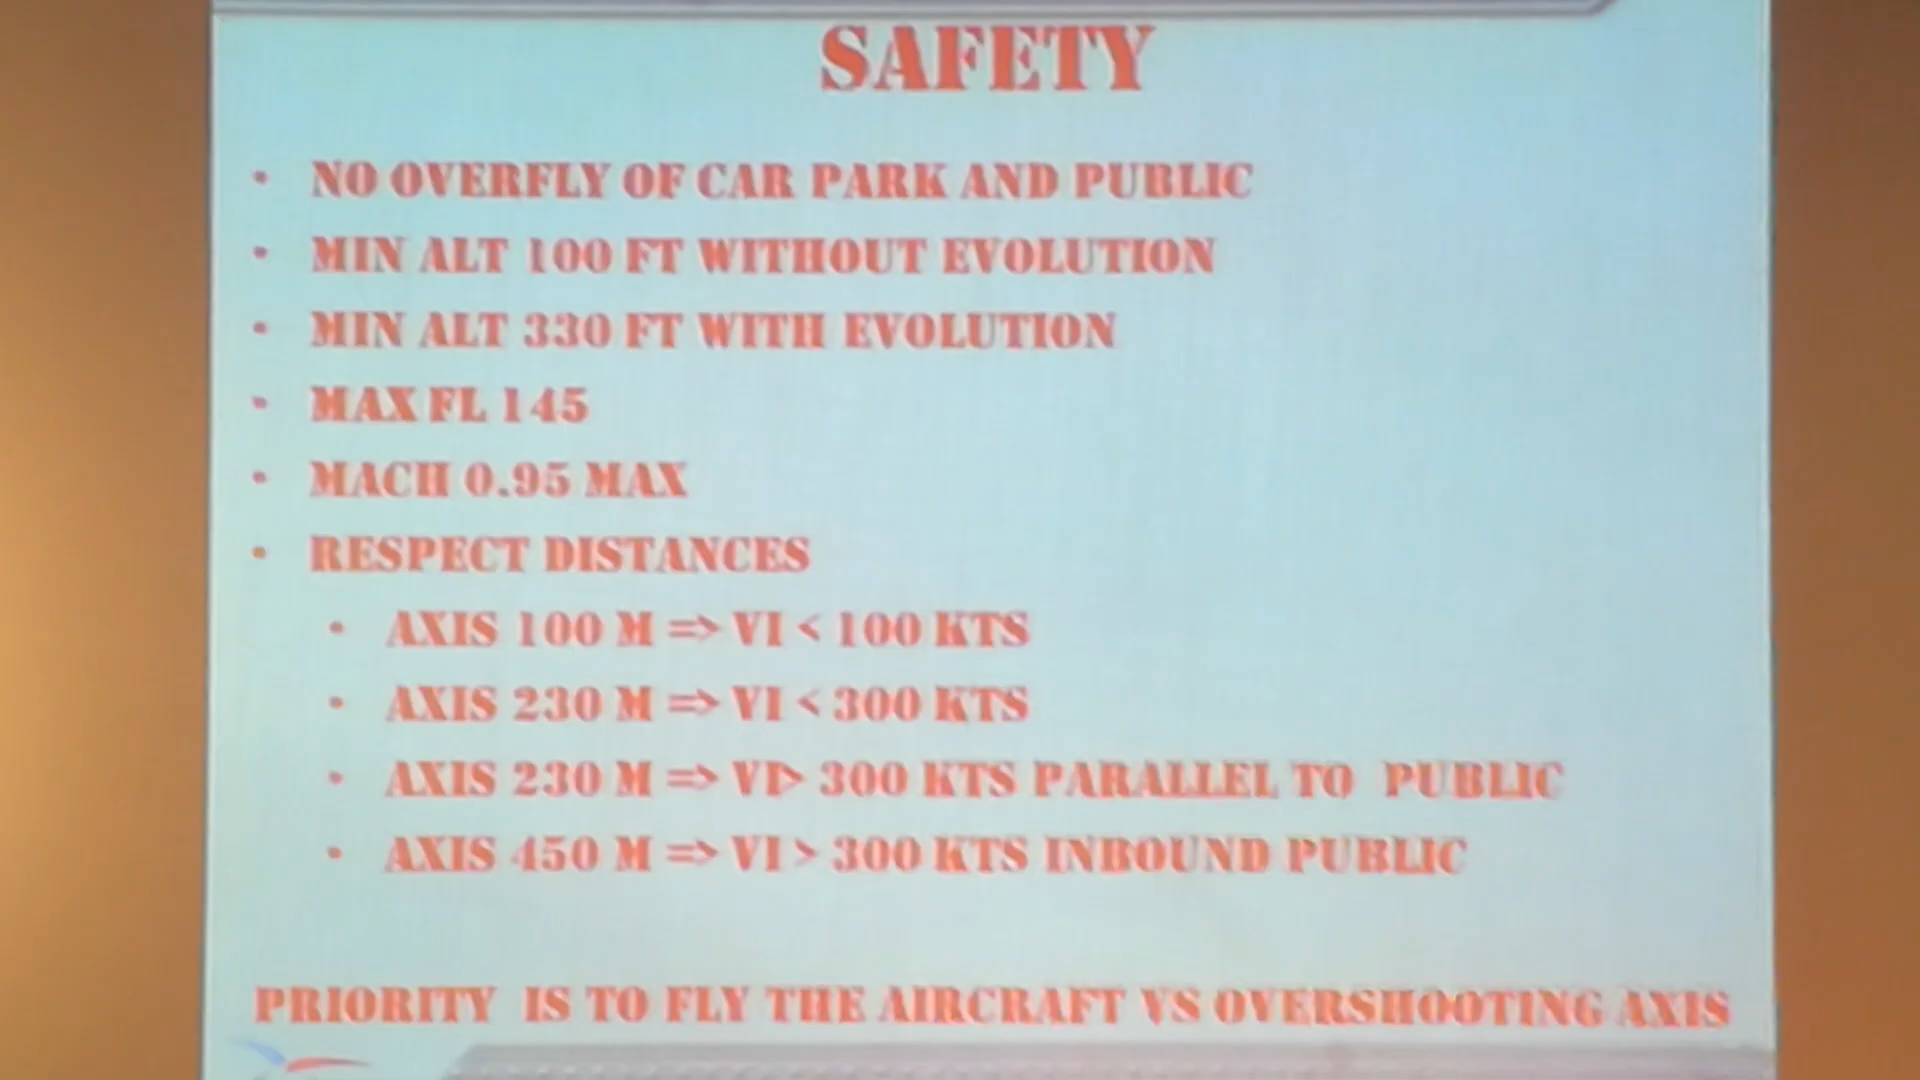 SAFETY
• NO OVERFLY OF CAR PARK AND PUBLIC
• MIN ALT 100 FT WITHOUT EVOLUTION
• MIN ALT 330 FT WITH EVOLUTION
• MAX FL 145
• MACH 0.95 MAX
• RESPECT DISTANCES
• AXIS 100 M => VI < 100 KTS
• AXIS 230 M => VI < 300 KTS
• AXIS 230 M => VI> 300 KTS PARALLEL TO PUBLIC
• AXIS 450 M => VI > 300 KTS INBOUND PUBLIC
PRIORITY IS TO FLY THE AIRCRAFT VS OVERSHOOTING AXIS